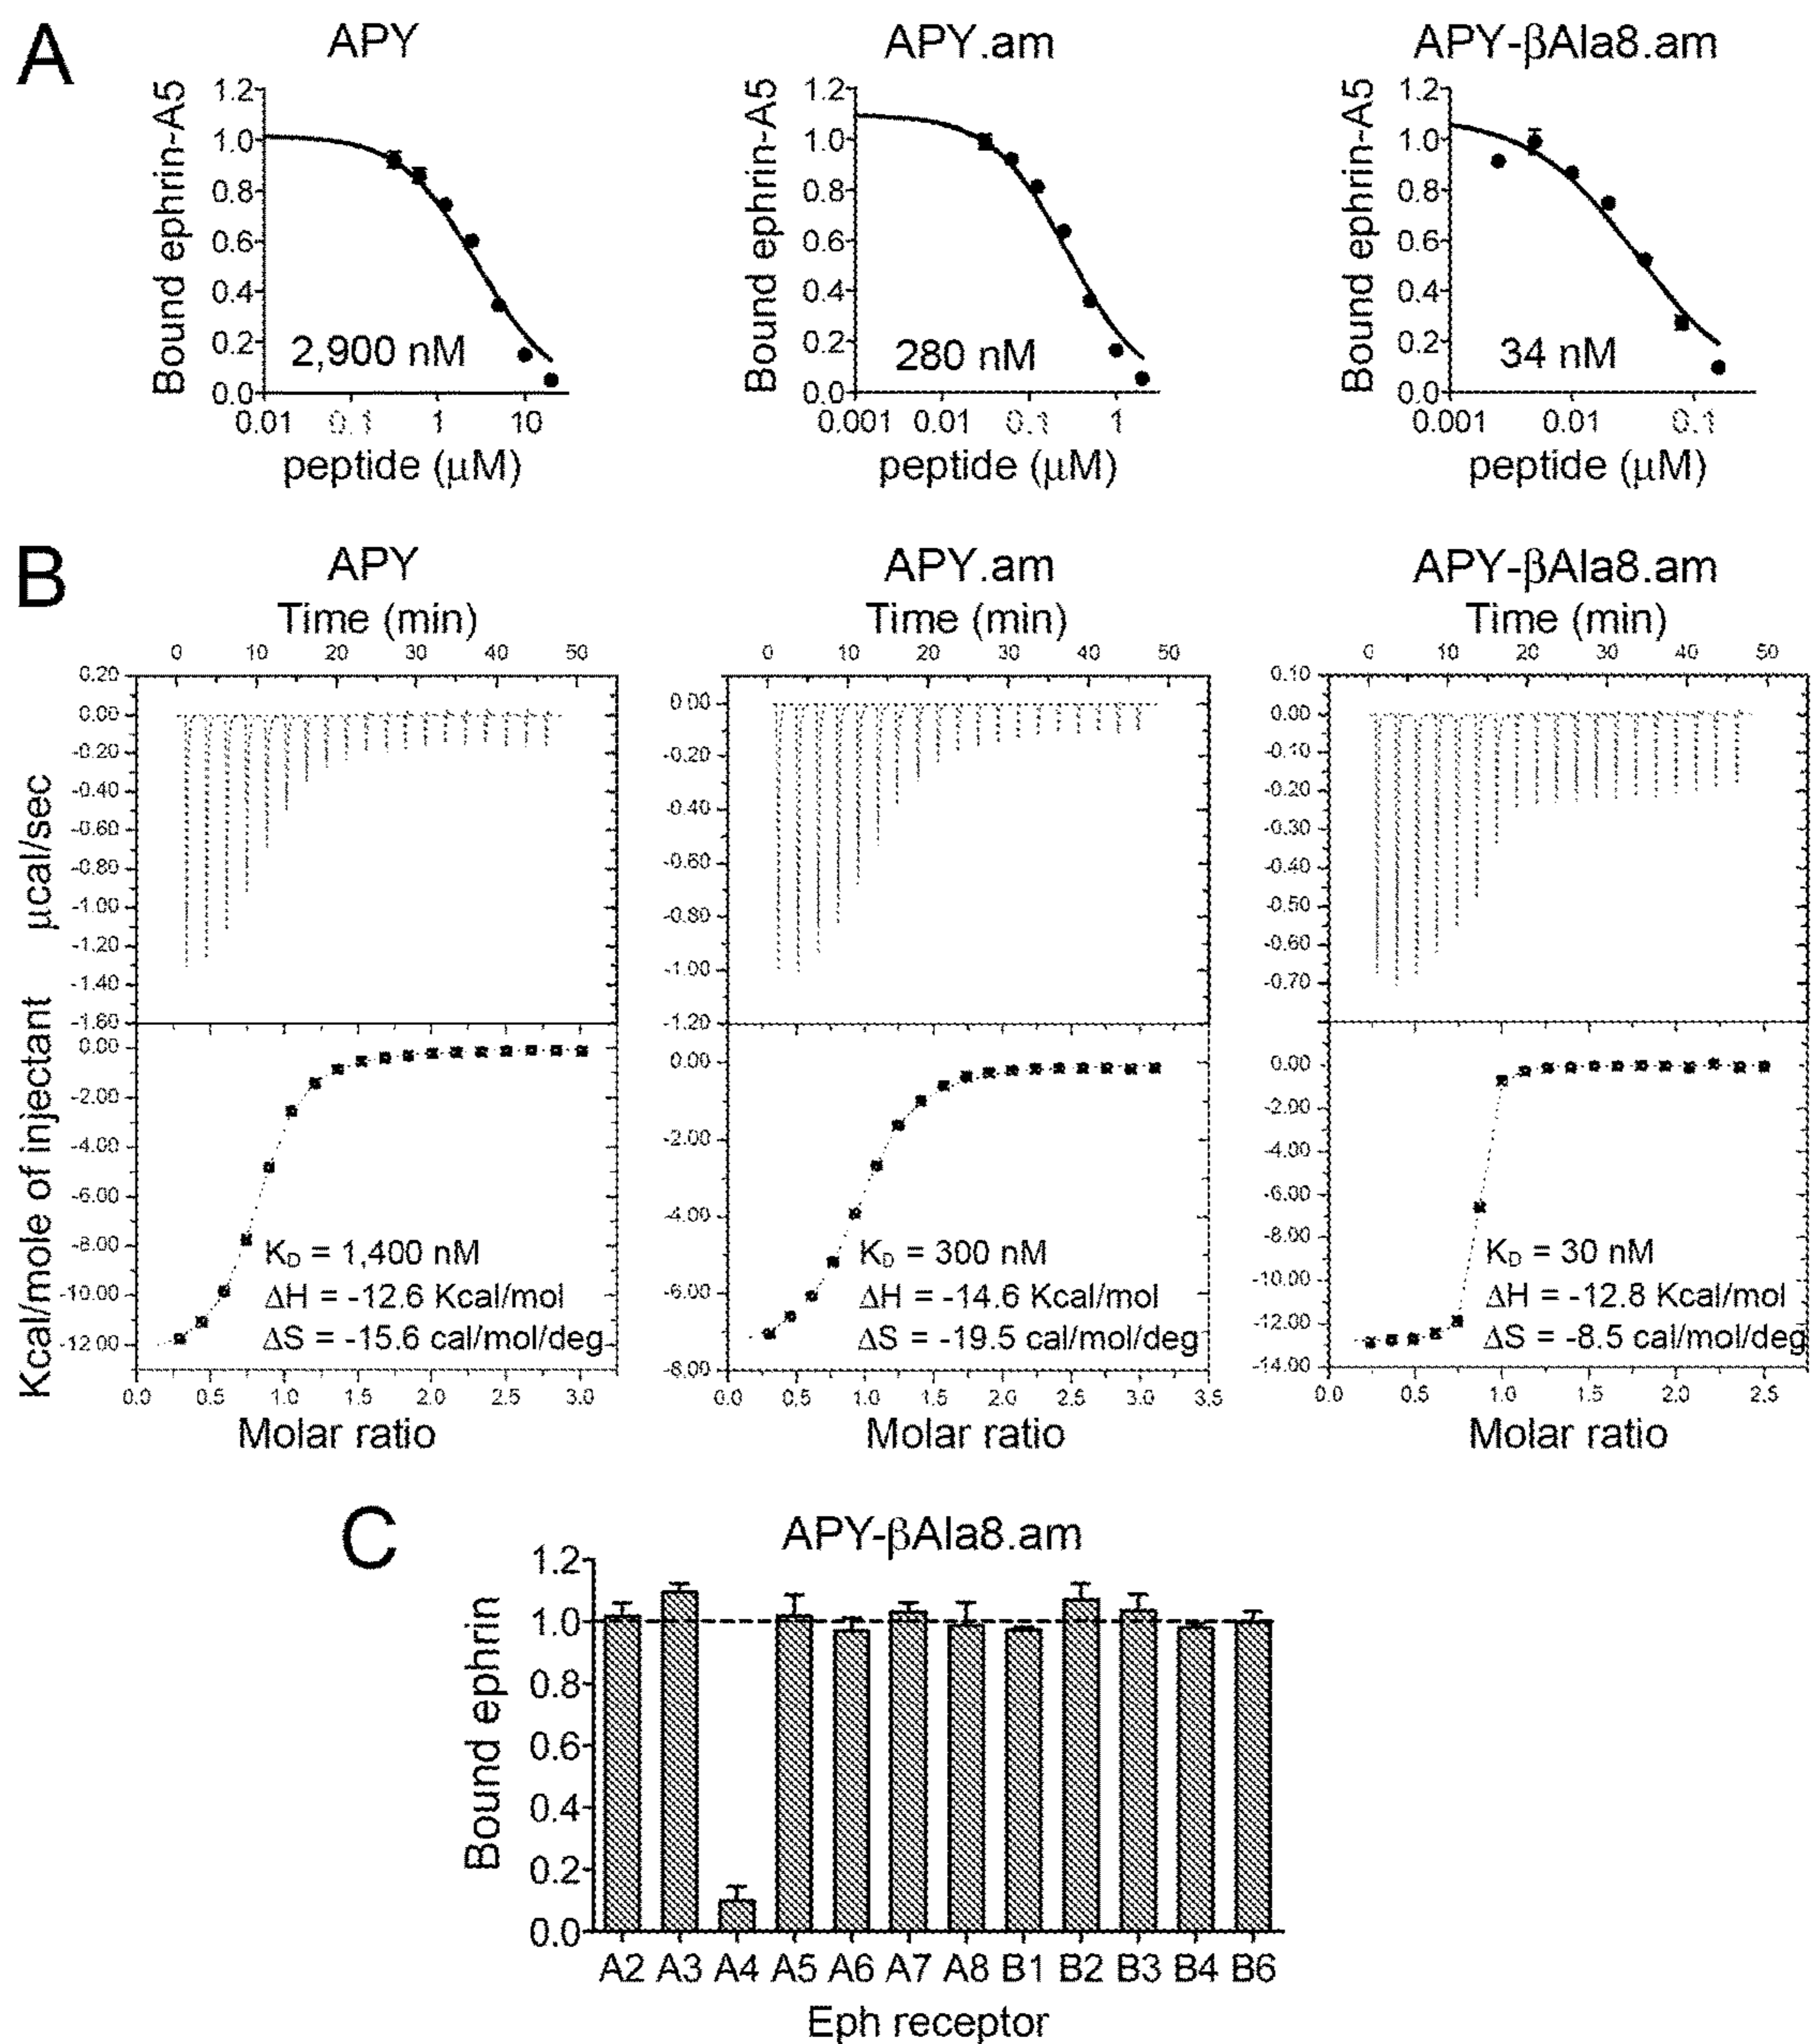 A
APY
APY.am
APY-βAla8.am
Bound ephrin-A5
1.2
1.0
0.8
0.6
0.4
0.2
0.0
2,900 nM
0.01 0.1 1 10
peptide (μM)
Bound ephrin-A5
1.2
1.0
0.8
0.6
0.4
0.2
0.0
280 nM
0.001 0.01 0.1 1
peptide (μM)
Bound ephrin-A5
1.2
1.0
0.8
0.6
0.4
0.2
0.0
34 nM
0.001 0.01 0.1
peptide (μM)
B
APY
Time (min)
0 10 20 30 40 50
μcal/sec
0.20
0.00
-0.20
-0.40
-0.60
-0.80
-1.00
-1.20
-1.40
-1.60
Kcal/mole of injectant
0.00
-2.00
-4.00
-6.00
-8.00
-10.00
-12.00
K_D = 1,400 nM
ΔH = -12.6 Kcal/mol
ΔS = -15.6 cal/mol/deg
0.0 0.5 1.0 1.5 2.0 2.5 3.0
Molar ratio
APY.am
Time (min)
0 10 20 30 40 50
0.00
-0.20
-0.40
-0.60
-0.80
-1.00
-1.20
0.00
-2.00
-4.00
-6.00
-8.00
K_D = 300 nM
ΔH = -14.6 Kcal/mol
ΔS = -19.5 cal/mol/deg
0.0 0.5 1.0 1.5 2.0 2.5 3.0 3.5
Molar ratio
APY-βAla8.am
Time (min)
0 10 20 30 40 50
0.10
0.00
-0.10
-0.20
-0.30
-0.40
-0.50
-0.60
-0.70
0.00
-2.00
-4.00
-6.00
-8.00
-10.00
-12.00
-14.00
K_D = 30 nM
ΔH = -12.8 Kcal/mol
ΔS = -8.5 cal/mol/deg
0.0 0.5 1.0 1.5 2.0 2.5
Molar ratio
C
APY-βAla8.am
Bound ephrin
1.2
1.0
0.8
0.6
0.4
0.2
0.0
A2 A3 A4 A5 A6 A7 A8 B1 B2 B3 B4 B6
Eph receptor